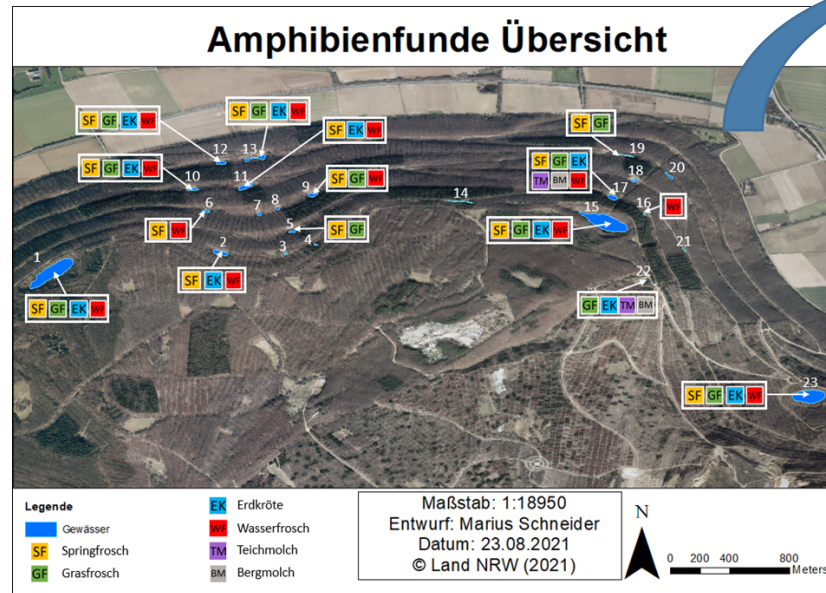 Amphibienfunde Übersicht
SF GF EK WF
SF GF EK WF
SF EK WF
SF GF
12
13
19
SF GF EK
TM BM WF
20
SF GF EK WF
10
11
9
SF GF WF
18
17
14
6
7
8
16
WF
15
SF WF
5
SF GF
SF GF EK WF
2
3
4
21
1
SF EK WF
22
SF GF EK WF
GF EK TM BM
23
SF GF EK WF
Legende
Gewässer
SF Springfrosch
GF Grasfrosch
EK Erdkröte
WF Wasserfrosch
TM Teichmolch
BM Bergmolch
Maßstab: 1:18950
Entwurf: Marius Schneider
Datum: 23.08.2021
© Land NRW (2021)
N
0 200 400 800
Meters